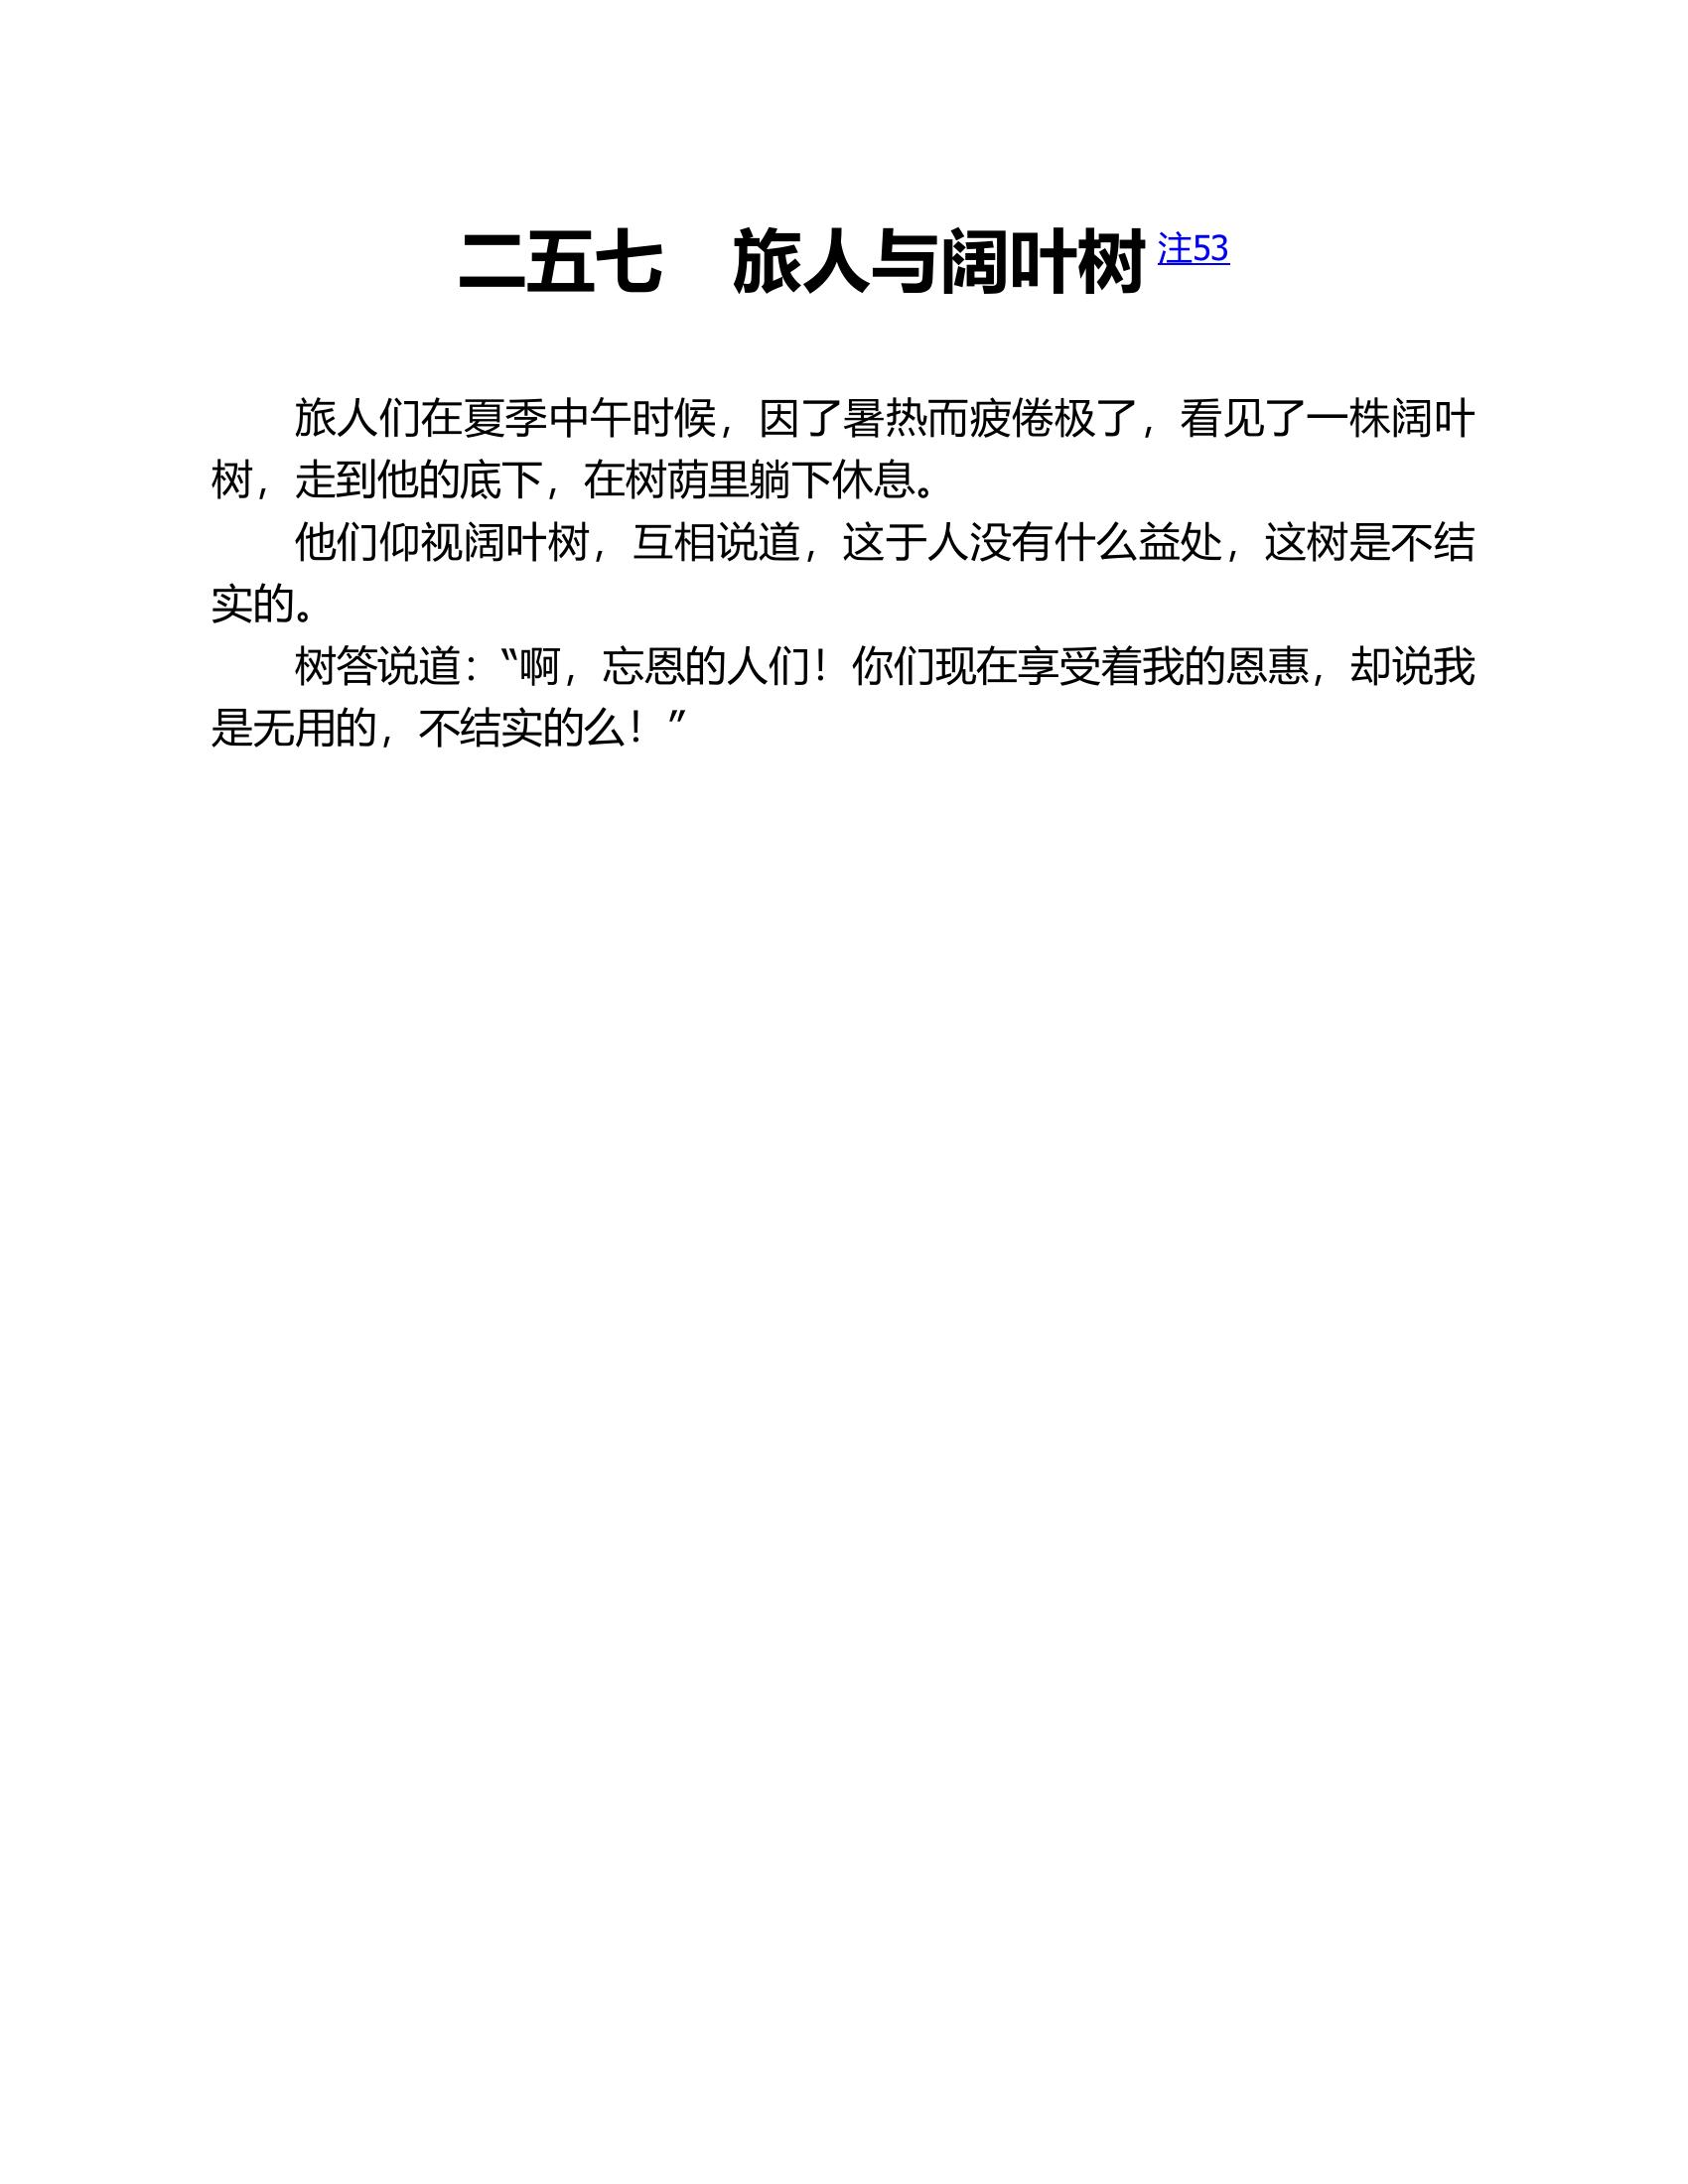 二五七　旅人与阔叶树 注53
旅人们在夏季中午时候，因了暑热而疲倦极了，看见了一株阔叶
树，走到他的底下，在树荫里躺下休息。
他们仰视阔叶树，互相说道，这于人没有什么益处，这树是不结
实的。
树答说道：“啊，忘恩的人们！你们现在享受着我的恩惠，却说我
是无用的，不结实的么！”